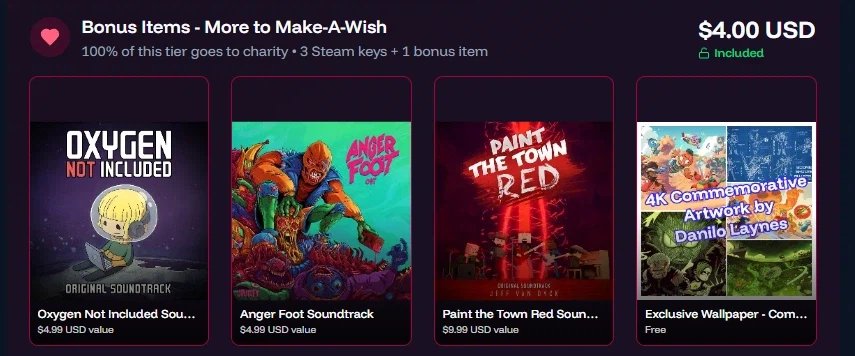 Bonus Items - More to Make-A-Wish
100% of this tier goes to charity • 3 Steam keys + 1 bonus item
$4.00 USD
Included
OXYGEN
NOT INCLUDED
ORIGINAL SOUNDTRACK
Oxygen Not Included Sou...
$4.99 USD value
ANGER
FOOT
OST
Anger Foot Soundtrack
$4.99 USD value
PAINT
THE TOWN
RED
ORIGINAL SOUNDTRACK
JEFF VAN DYCK
Paint the Town Red Soun...
$9.99 USD value
4K Commemorative
Artwork by
Danilo Laynes
Exclusive Wallpaper - Com...
Free